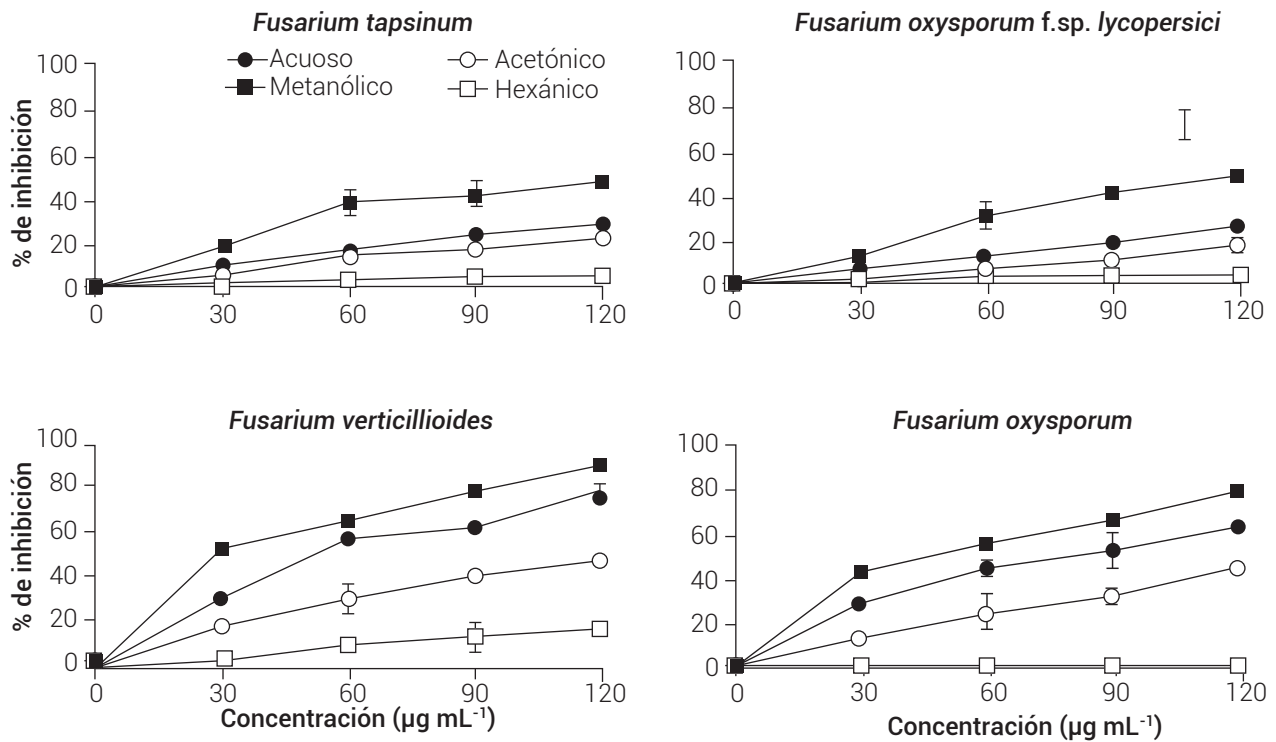 Fusarium tapsinum
Acuoso
Acetónico
Metanólico
Hexánico
% de inhibición
100
80
60
40
20
0
0 30 60 90 120
Fusarium oxysporum f.sp. lycopersici
100
80
60
40
20
0
0 30 60 90 120
Fusarium verticillioides
% de inhibición
100
80
60
40
20
0
0 30 60 90 120
Concentración (µg mL⁻¹)
Fusarium oxysporum
100
80
60
40
20
0
0 30 60 90 120
Concentración (µg mL⁻¹)